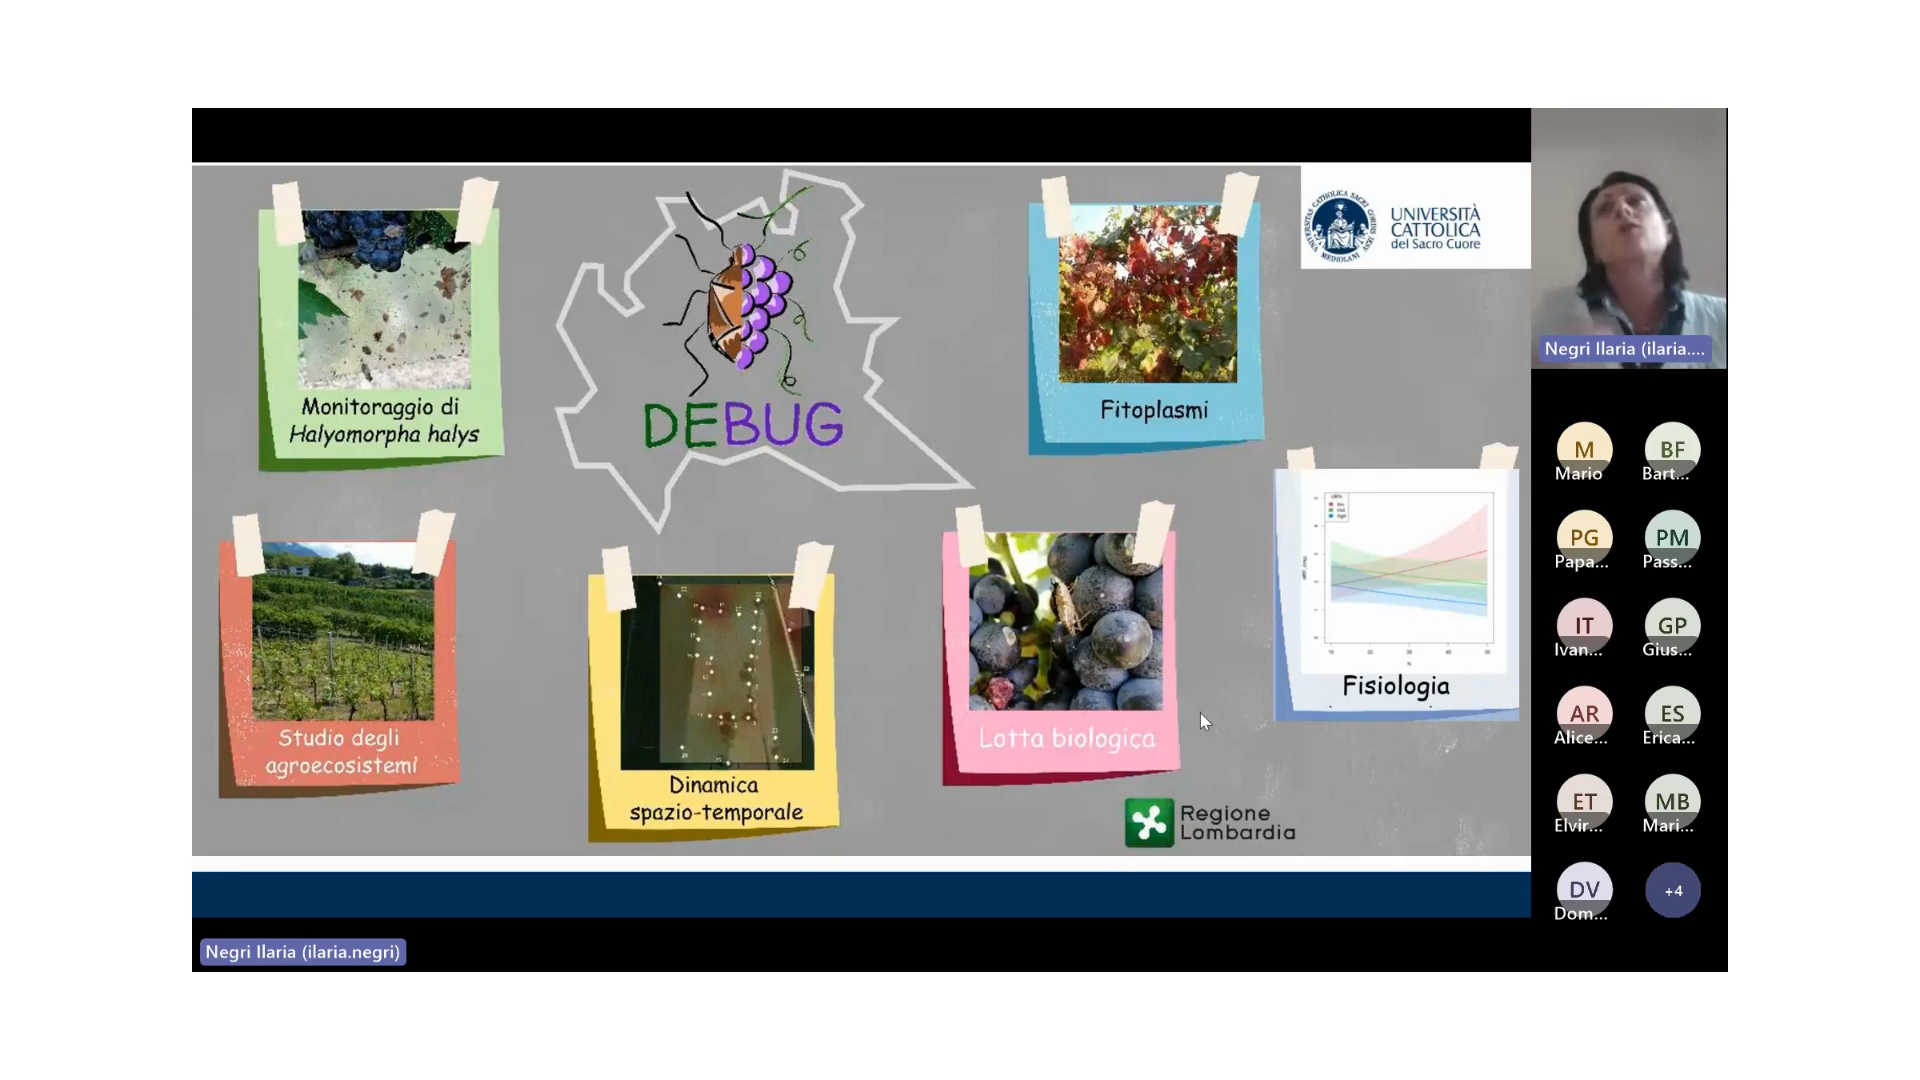 Monitoraggio di
Halyomorpha halys
DEBUG
Fitoplasmi
UNIVERSITÀ
CATTOLICA
del Sacro Cuore
Studio degli
agroecosistemi
Dinamica
spazio-temporale
Lotta biologica
Fisiologia
Regione
Lombardia
Negri Ilaria (ilaria....
M
Mario
BF
Bart...
PG
Papa...
PM
Pass...
IT
Ivan...
GP
Gius...
AR
Alice...
ES
Erica...
ET
Elvir...
MB
Mari...
DV
Dom...
+4
Negri Ilaria (ilaria.negri)